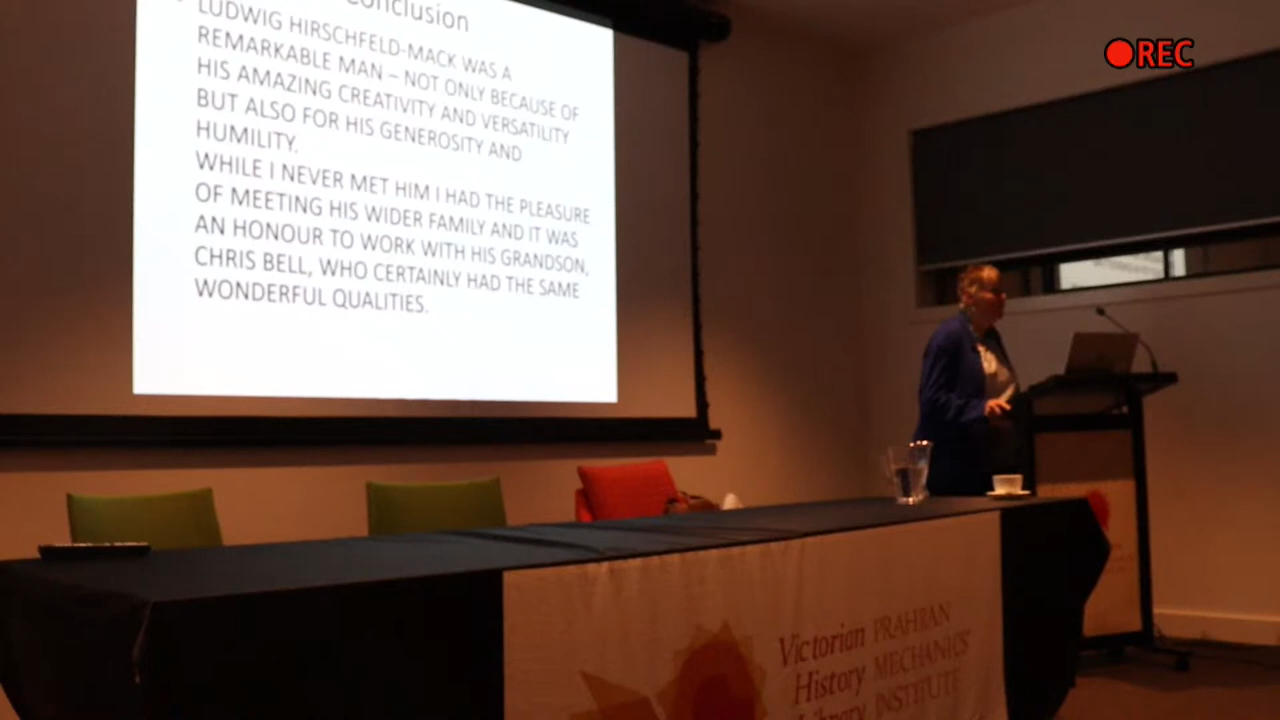 Conclusion
LUDWIG HIRSCHFELD-MACK WAS A
REMARKABLE MAN – NOT ONLY BECAUSE OF
HIS AMAZING CREATIVITY AND VERSATILITY
BUT ALSO FOR HIS GENEROSITY AND
HUMILITY.
WHILE I NEVER MET HIM I HAD THE PLEASURE
OF MEETING HIS WIDER FAMILY AND IT WAS
AN HONOUR TO WORK WITH HIS GRANDSON,
CHRIS BELL, WHO CERTAINLY HAD THE SAME
WONDERFUL QUALITIES.
REC
Victorian PRAHRAN
History MECHANICS'
Library INSTITUTE